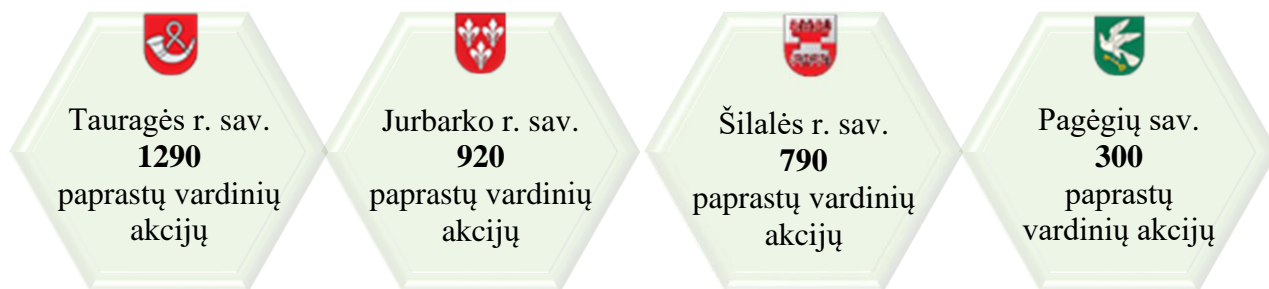 Tauragės r. sav.
1290
paprastų vardinių
akcijų
Jurbarko r. sav.
920
paprastų vardinių
akcijų
Šilalės r. sav.
790
paprastų vardinių
akcijų
Pagėgių sav.
300
paprastų
vardinių akcijų